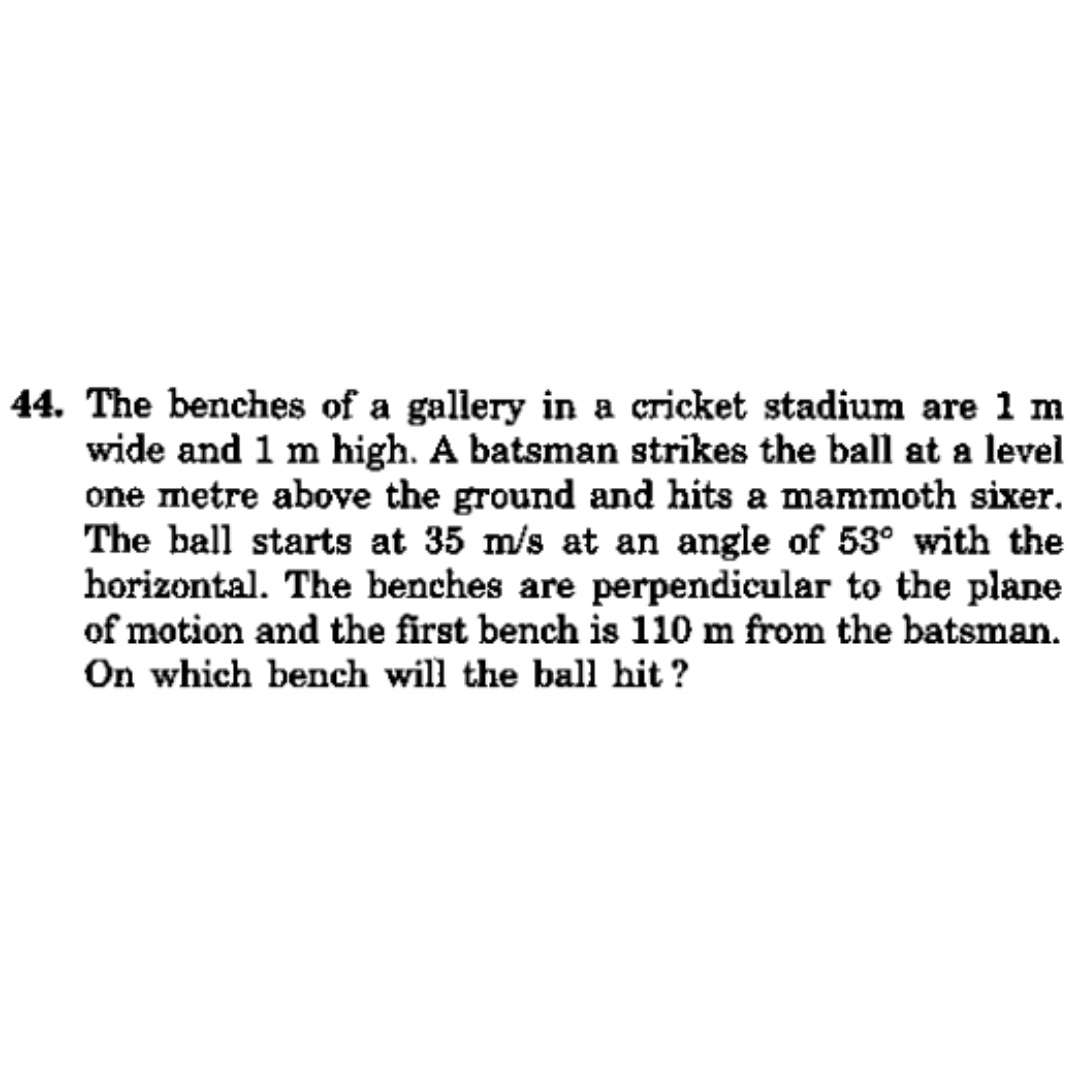 44. The benches of a gallery in a cricket stadium are 1 m
wide and 1 m high. A batsman strikes the ball at a level
one metre above the ground and hits a mammoth sixer.
The ball starts at 35 m/s at an angle of 53° with the
horizontal. The benches are perpendicular to the plane
of motion and the first bench is 110 m from the batsman.
On which bench will the ball hit ?